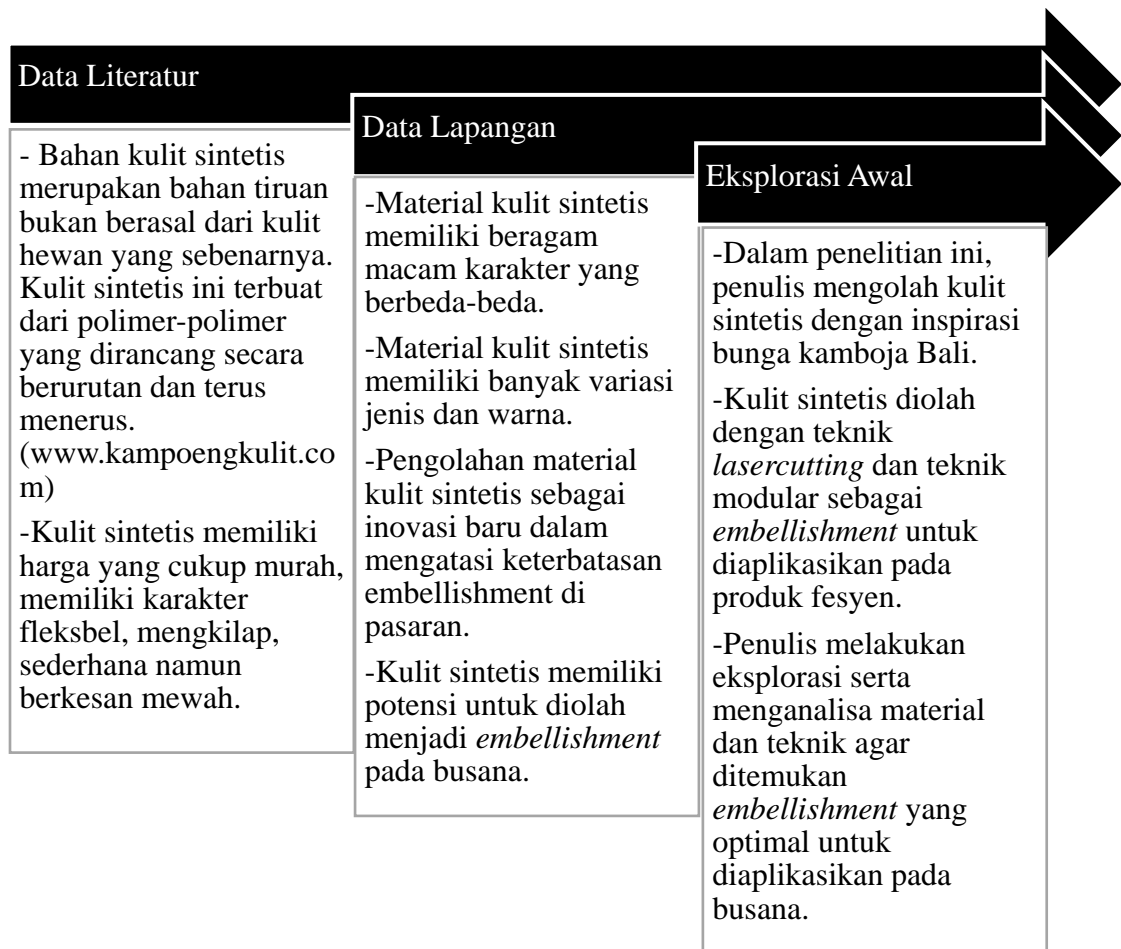 Data Literatur
- Bahan kulit sintetis
merupakan bahan tiruan
bukan berasal dari kulit
hewan yang sebenarnya.
Kulit sintetis ini terbuat
dari polimer-polimer
yang dirancang secara
berurutan dan terus
menerus.
(www.kampoengkulit.co
m)
-Kulit sintetis memiliki
harga yang cukup murah,
memiliki karakter
fleksbel, mengkilap,
sederhana namun
berkesan mewah.
Data Lapangan
-Material kulit sintetis
memiliki beragam
macam karakter yang
berbeda-beda.
-Material kulit sintetis
memiliki banyak variasi
jenis dan warna.
-Pengolahan material
kulit sintetis sebagai
inovasi baru dalam
mengatasi keterbatasan
embellishment di
pasaran.
-Kulit sintetis memiliki
potensi untuk diolah
menjadi embellishment
pada busana.
Eksplorasi Awal
-Dalam penelitian ini,
penulis mengolah kulit
sintetis dengan inspirasi
bunga kamboja Bali.
-Kulit sintetis diolah
dengan teknik
lasercutting dan teknik
modular sebagai
embellishment untuk
diaplikasikan pada
produk fesyen.
-Penulis melakukan
eksplorasi serta
menganalisa material
dan teknik agar
ditemukan
embellishment yang
optimal untuk
diaplikasikan pada
busana.